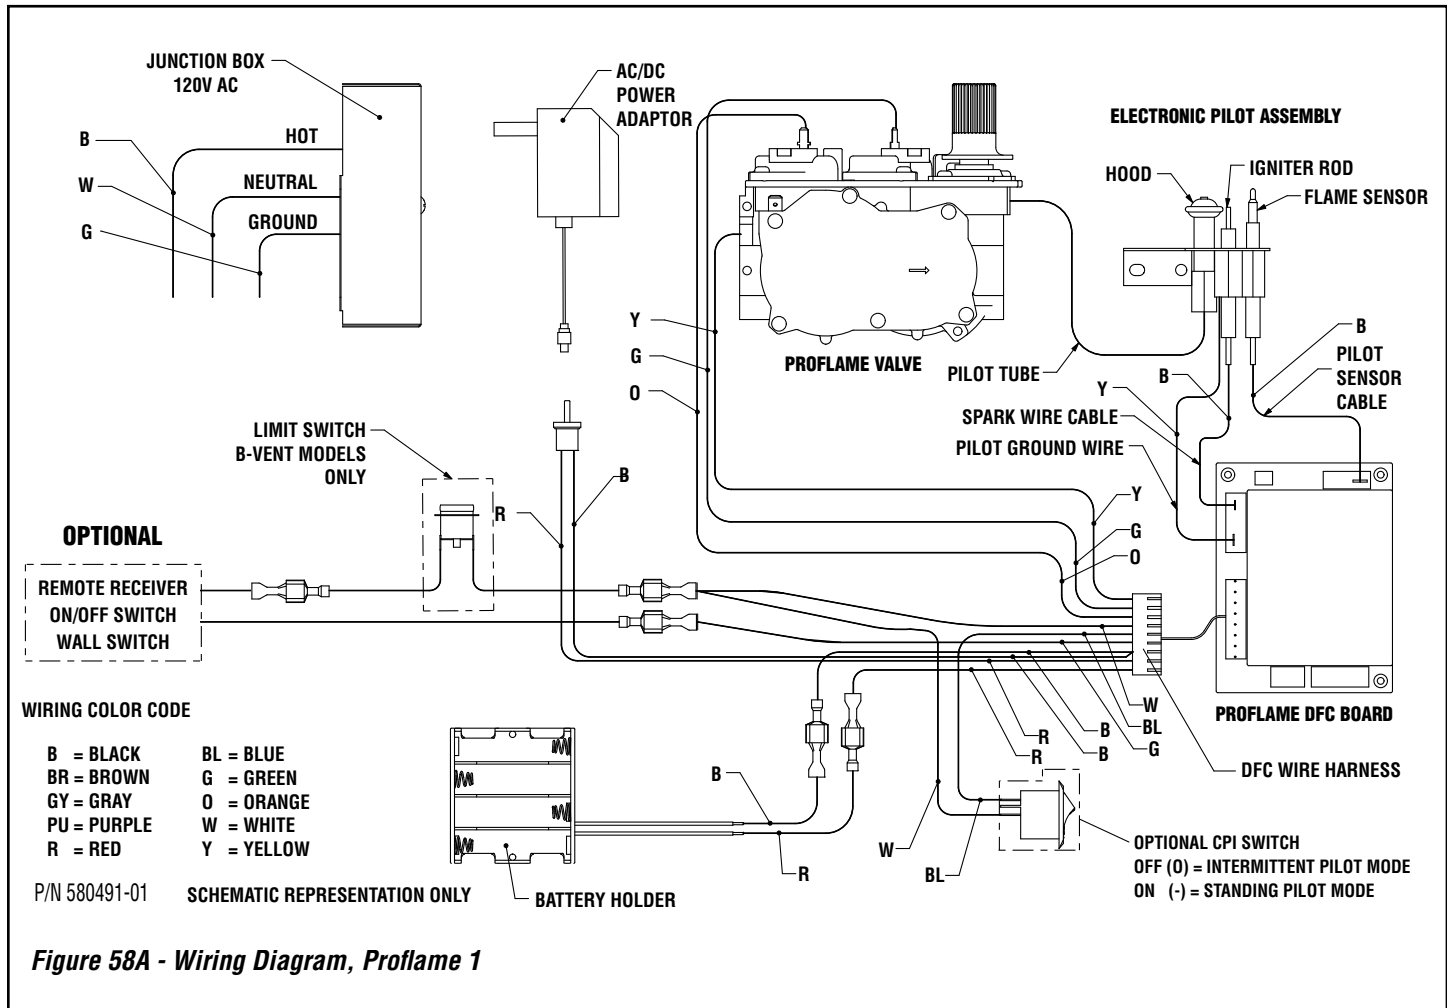 JUNCTION BOX
120V AC
HOT
B
NEUTRAL
W
GROUND
G
AC/DC
POWER
ADAPTOR
ELECTRONIC PILOT ASSEMBLY
HOOD
IGNITER ROD
FLAME SENSOR
Y
G
O
PROFLAME VALVE
PILOT TUBE
B
PILOT
SENSOR
CABLE
B
Y
SPARK WIRE CABLE
PILOT GROUND WIRE
LIMIT SWITCH
B-VENT MODELS
ONLY
B
R
Y
G
O
OPTIONAL
REMOTE RECEIVER
ON/OFF SWITCH
WALL SWITCH
W
BL
G
B
B
R
R
PROFLAME DFC BOARD
DFC WIRE HARNESS
WIRING COLOR CODE
B = BLACK
BR = BROWN
GY = GRAY
PU = PURPLE
R = RED
BL = BLUE
G = GREEN
O = ORANGE
W = WHITE
Y = YELLOW
B
R
W
BL
OPTIONAL CPI SWITCH
OFF (O) = INTERMITTENT PILOT MODE
ON (-) = STANDING PILOT MODE
P/N 580491-01
SCHEMATIC REPRESENTATION ONLY
BATTERY HOLDER
Figure 58A - Wiring Diagram, Proflame 1